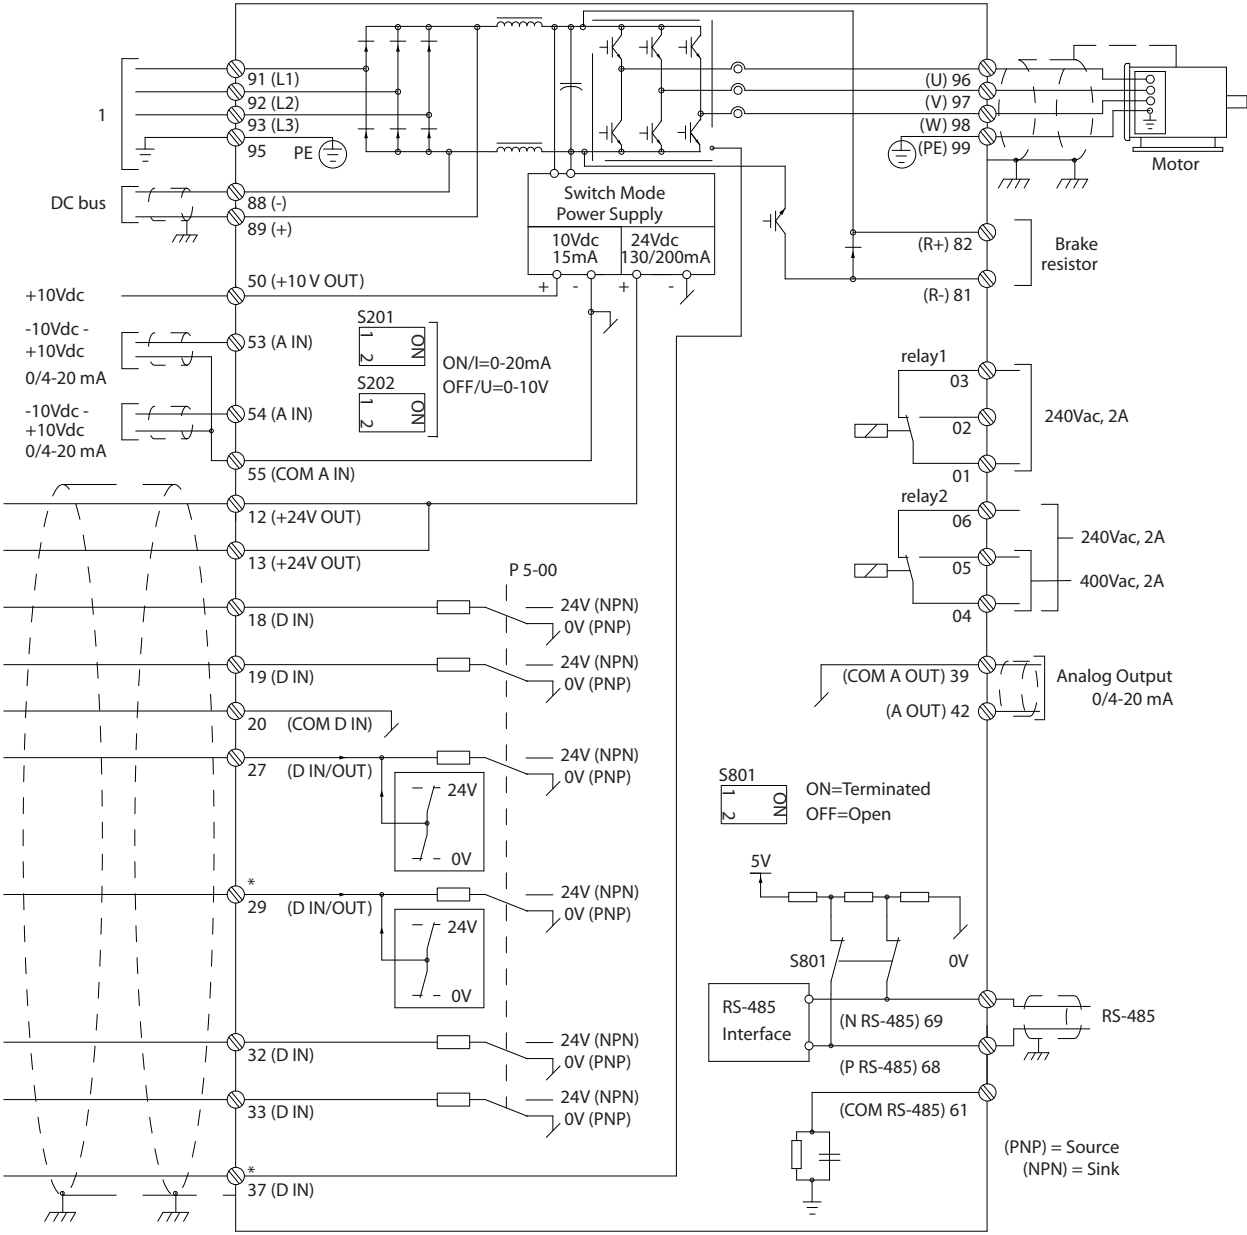 1
91 (L1)
92 (L2)
93 (L3)
95
PE
DC bus
88 (-)
89 (+)
Switch Mode
Power Supply
10Vdc
15mA
24Vdc
130/200mA
+ - + -
(U) 96
(V) 97
(W) 98
(PE) 99
Motor
(R+) 82
(R-) 81
Brake
resistor
+10Vdc
50 (+10 V OUT)
-10Vdc -
+10Vdc
0/4-20 mA
53 (A IN)
-10Vdc -
+10Vdc
0/4-20 mA
54 (A IN)
55 (COM A IN)
S201
1
2
ON
S202
1
2
ON
ON/I=0-20mA
OFF/U=0-10V
relay1
03
02
01
240Vac, 2A
relay2
06
05
04
240Vac, 2A
400Vac, 2A
12 (+24V OUT)
13 (+24V OUT)
P 5-00
18 (D IN)
24V (NPN)
0V (PNP)
19 (D IN)
24V (NPN)
0V (PNP)
20 (COM D IN)
27 (D IN/OUT)
24V (NPN)
0V (PNP)
24V
0V
*
29 (D IN/OUT)
24V (NPN)
0V (PNP)
24V
0V
32 (D IN)
24V (NPN)
0V (PNP)
33 (D IN)
24V (NPN)
0V (PNP)
*
37 (D IN)
(COM A OUT) 39
(A OUT) 42
Analog Output
0/4-20 mA
S801
1
2
ON
ON=Terminated
OFF=Open
5V
S801
0V
RS-485
Interface
(N RS-485) 69
(P RS-485) 68
(COM RS-485) 61
RS-485
(PNP) = Source
(NPN) = Sink